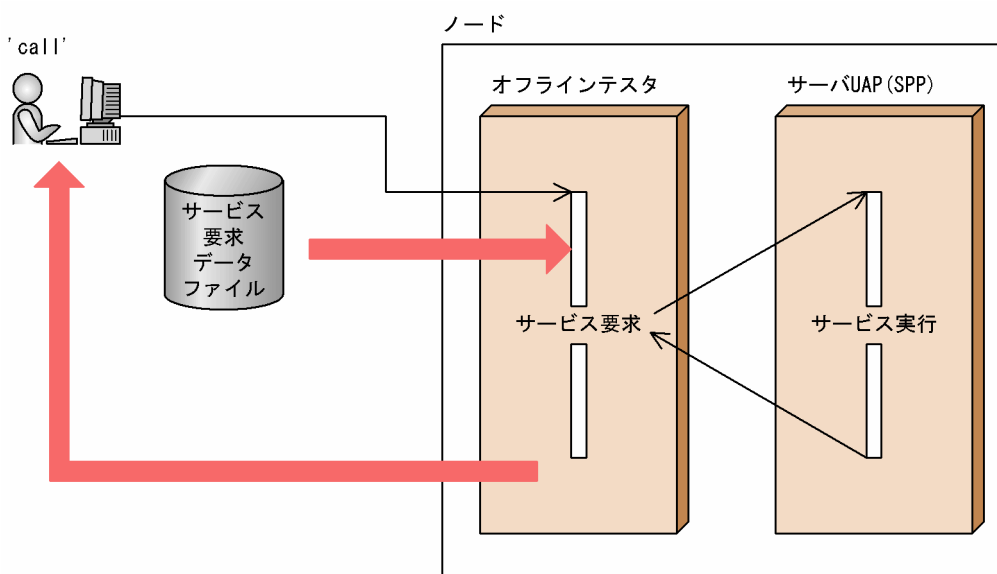 ノード
'call'
オフラインテスタ
サーバUAP(SPP)
サービス
要求
データ
ファイル
サービス要求
サービス実行